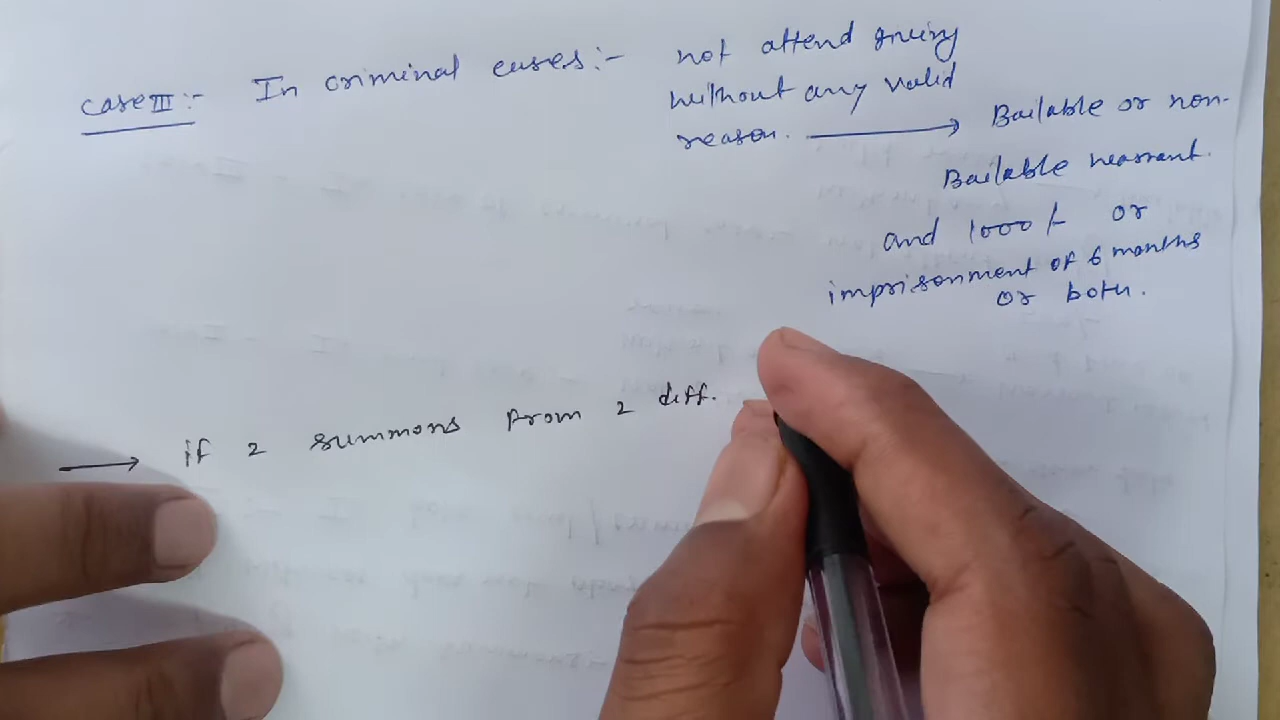 Case III :- In criminal cases :- not attend
without any valid
reason. → Bailable or non-
Bailable warrant.
and 1000/- or
imprisonment of 6 months
or both.
→ if 2 summons from 2 diff.